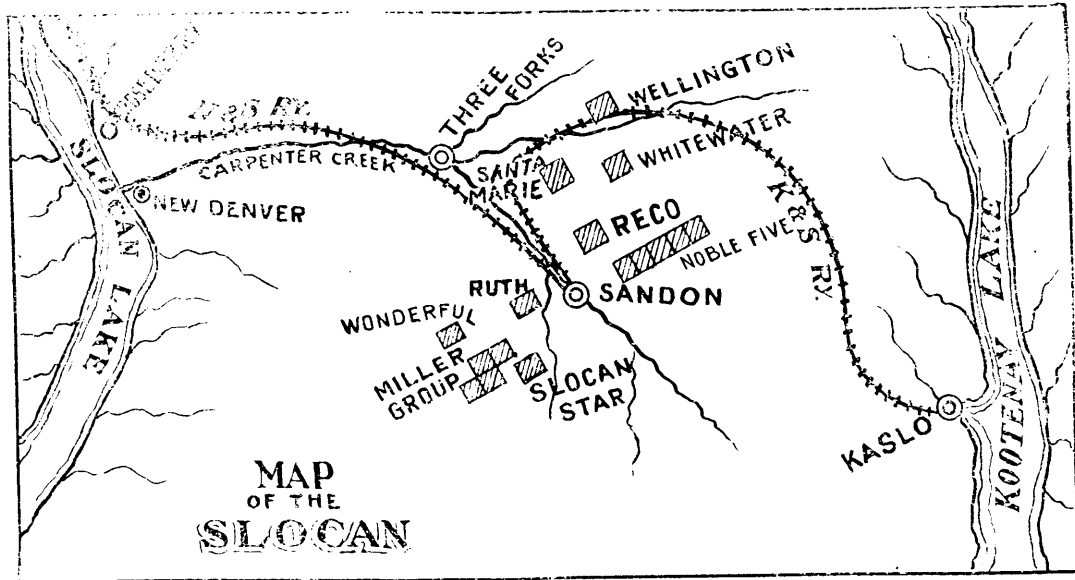 THREE
FORKS
WELLINGTON
RY.
CARPENTER CREEK
SANTA
MARIE
WHITEWATER
NEW DENVER
RECO
NOBLE FIVE
K & S
RY.
SLOCAN LAKE
KOOTENAY LAKE
RUTH
SANDON
WONDERFUL
MILLER
GROUP
SLOCAN
STAR
KASLO
MAP
OF THE
SLOCAN